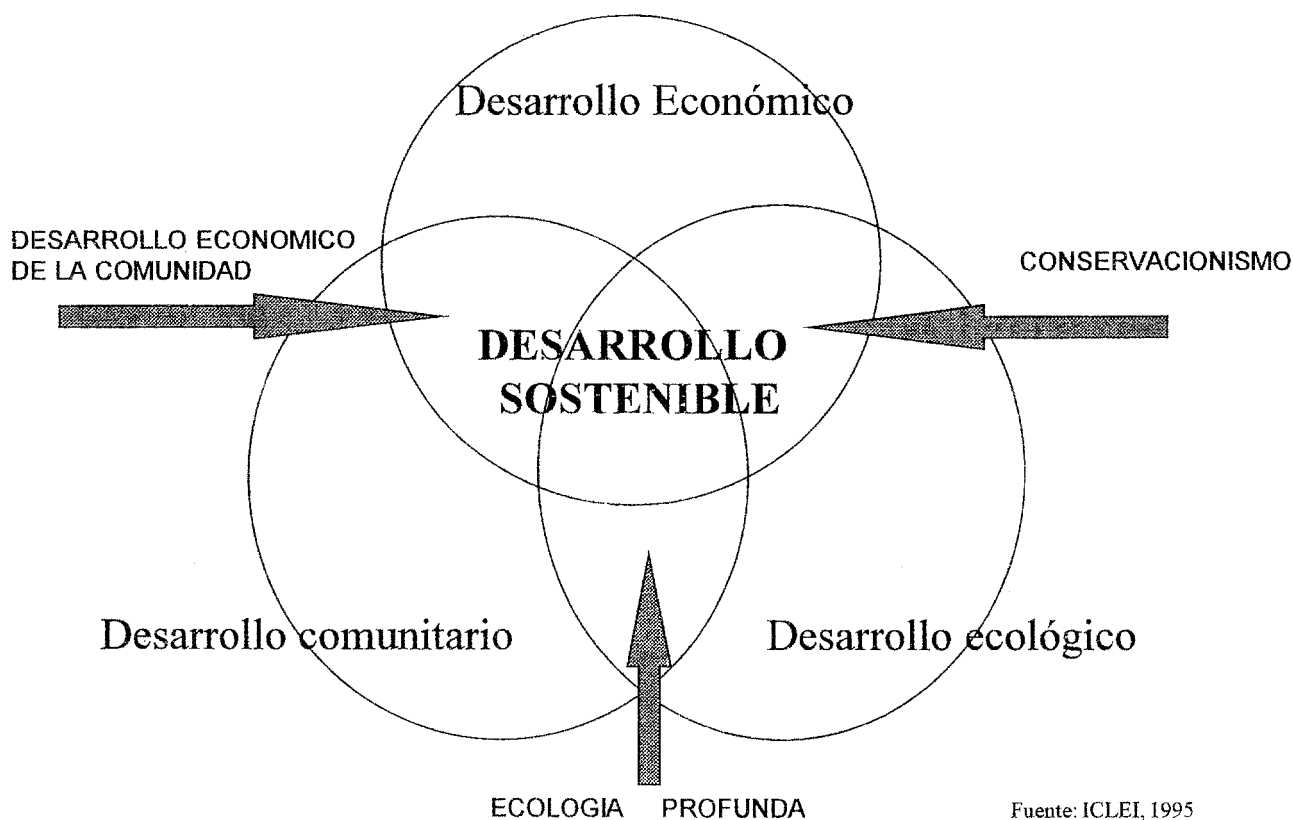 Desarrollo Económico
DESARROLLO ECONOMICO
DE LA COMUNIDAD
CONSERVACIONISMO
DESARROLLO
SOSTENIBLE
Desarrollo comunitario
Desarrollo ecológico
ECOLOGIA PROFUNDA
Fuente: ICLEI, 1995